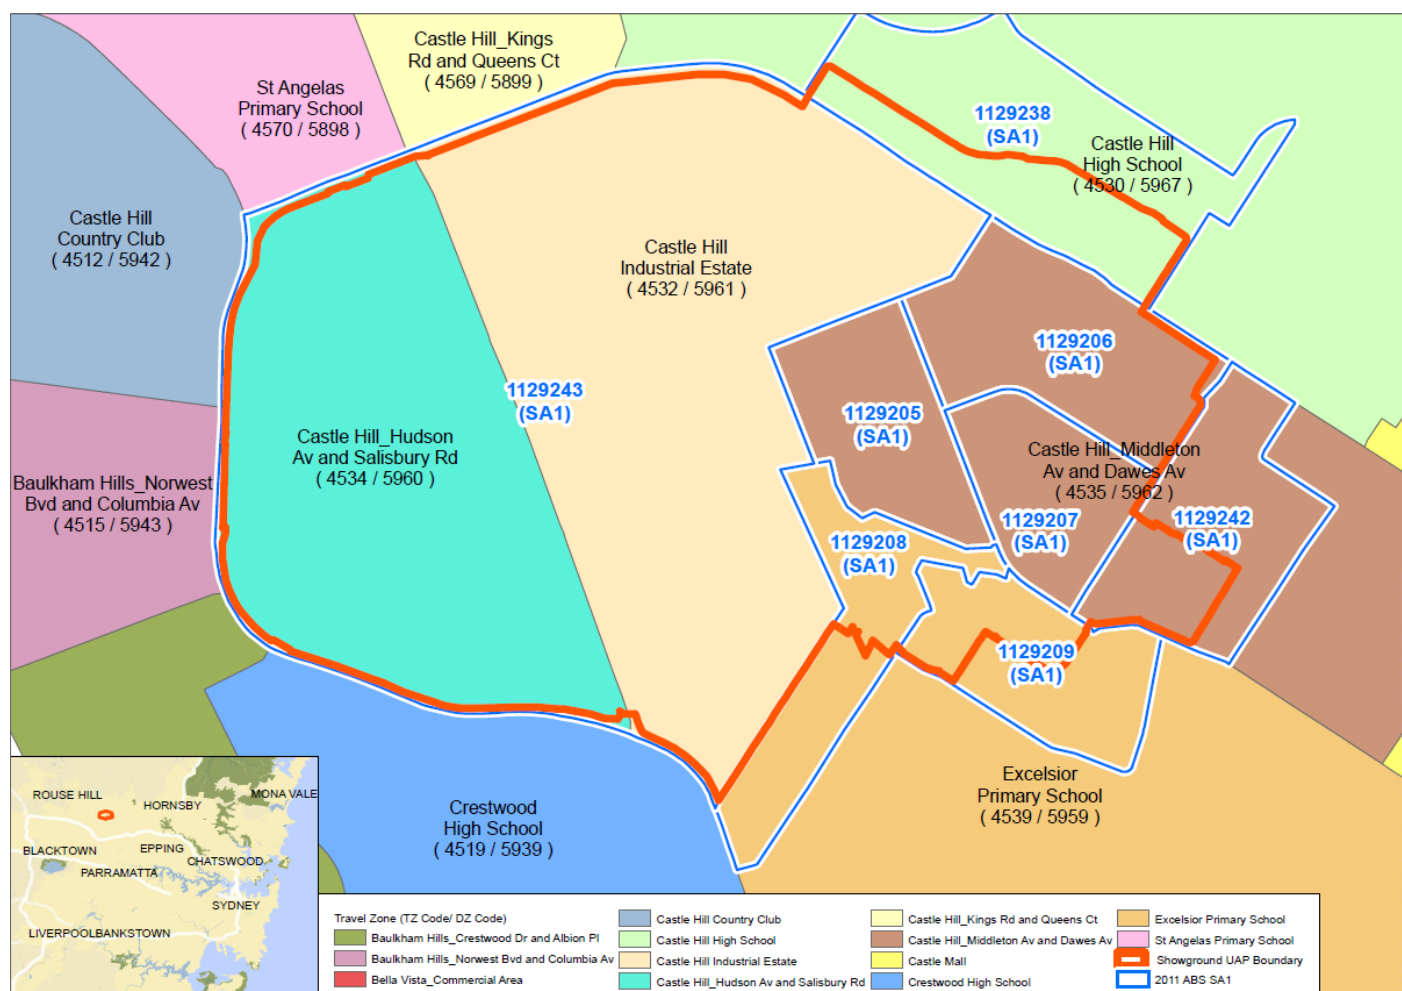 Castle Hill_Kings
Rd and Queens Ct
( 4569 / 5899 )
St Angelas
Primary School
( 4570 / 5898 )
1129238
(SA1)
Castle Hill
High School
( 4530 / 5967 )
Castle Hill
Country Club
( 4512 / 5942 )
Castle Hill
Industrial Estate
( 4532 / 5961 )
1129206
(SA1)
1129243
(SA1)
1129205
(SA1)
Castle Hill_Hudson
Av and Salisbury Rd
( 4534 / 5960 )
Castle Hill_Middleton
Av and Dawes Av
( 4535 / 5962 )
Baulkham Hills_Norwest
Bvd and Columbia Av
( 4515 / 5943 )
1129207
(SA1)
1129242
(SA1)
1129208
(SA1)
1129209
(SA1)
Excelsior
Primary School
( 4539 / 5959 )
Crestwood
High School
( 4519 / 5939 )
ROUSE HILL
MONA VALE
HORNSBY
BLACKTOWN
EPPING
CHATSWOOD
PARRAMATTA
SYDNEY
LIVERPOOLBANKSTOWN
Travel Zone (TZ Code/ DZ Code)
Baulkham Hills_Crestwood Dr and Albion Pl
Baulkham Hills_Norwest Bvd and Columbia Av
Bella Vista_Commercial Area
Castle Hill Country Club
Castle Hill High School
Castle Hill Industrial Estate
Castle Hill_Hudson Av and Salisbury Rd
Castle Hill_Kings Rd and Queens Ct
Castle Hill_Middleton Av and Dawes Av
Castle Mall
Crestwood High School
Excelsior Primary School
St Angelas Primary School
Showground UAP Boundary
2011 ABS SA1